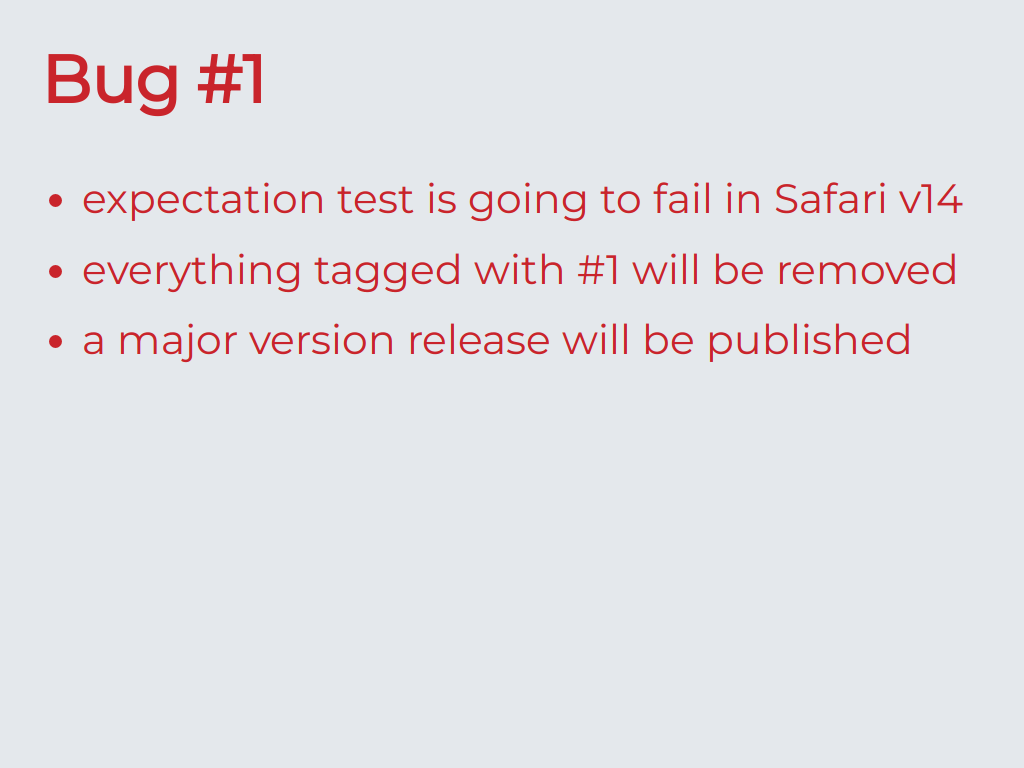 Bug #1
• expectation test is going to fail in Safari v14
• everything tagged with #1 will be removed
• a major version release will be published